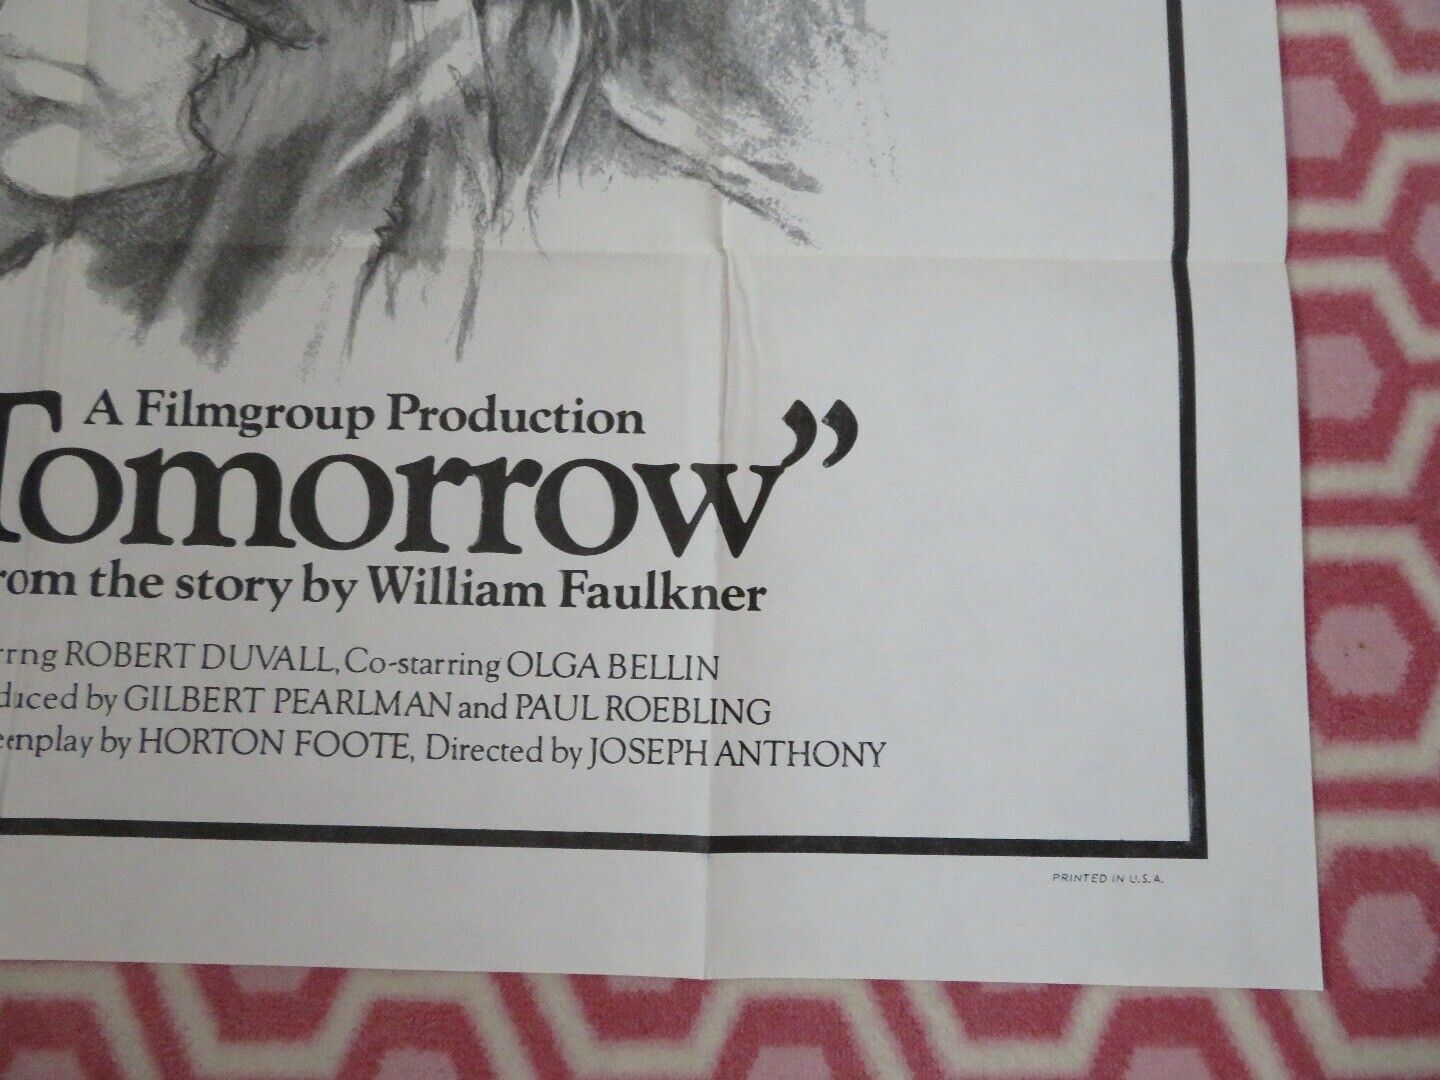 A Filmgroup Production
Tomorrow”
rom the story by William Faulkner
rrng ROBERT DUVALL, Co-starring OLGA BELLIN
duced by GILBERT PEARLMAN and PAUL ROEBLING
enplay by HORTON FOOTE, Directed by JOSEPH ANTHONY
PRINTED IN U.S.A.